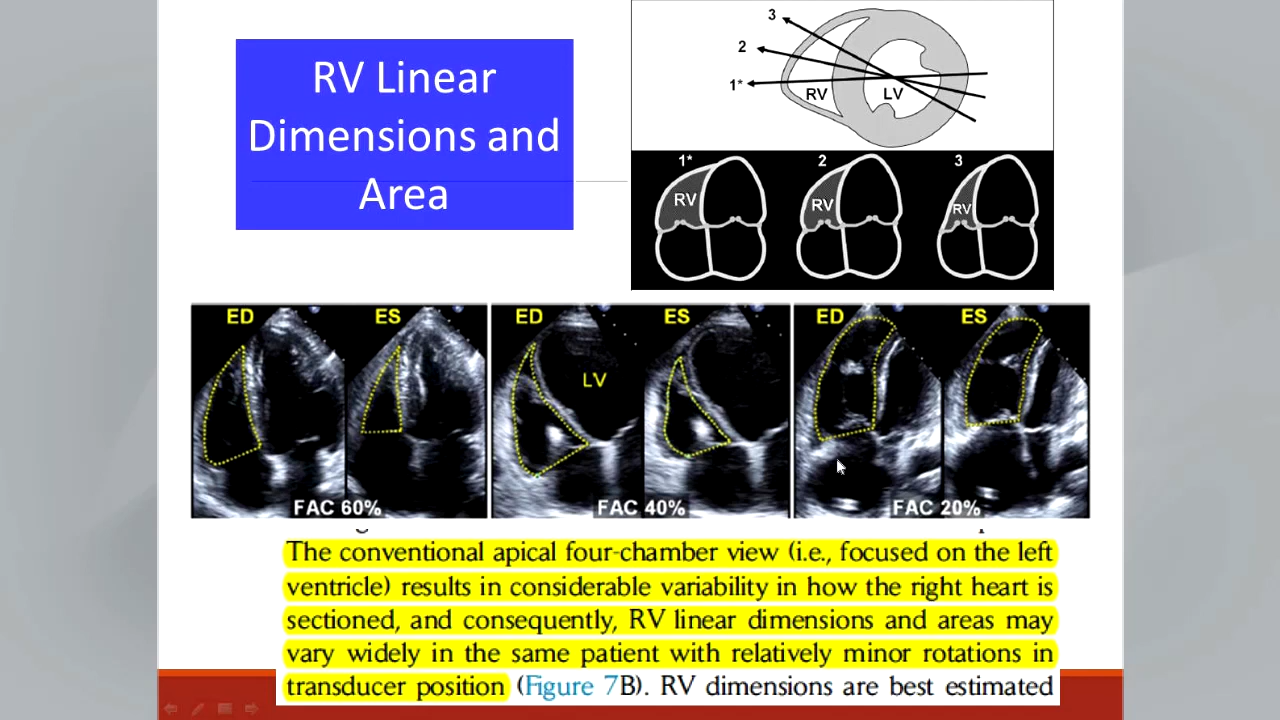 RV Linear
Dimensions and
Area
3
2
1*
RV
LV
1*
2
3
RV
RV
RV
ED
ES
ED
ES
ED
ES
LV
FAC 60%
FAC 40%
FAC 20%
The conventional apical four-chamber view (i.e., focused on the left
ventricle) results in considerable variability in how the right heart is
sectioned, and consequently, RV linear dimensions and areas may
vary widely in the same patient with relatively minor rotations in
transducer position (Figure 7B). RV dimensions are best estimated